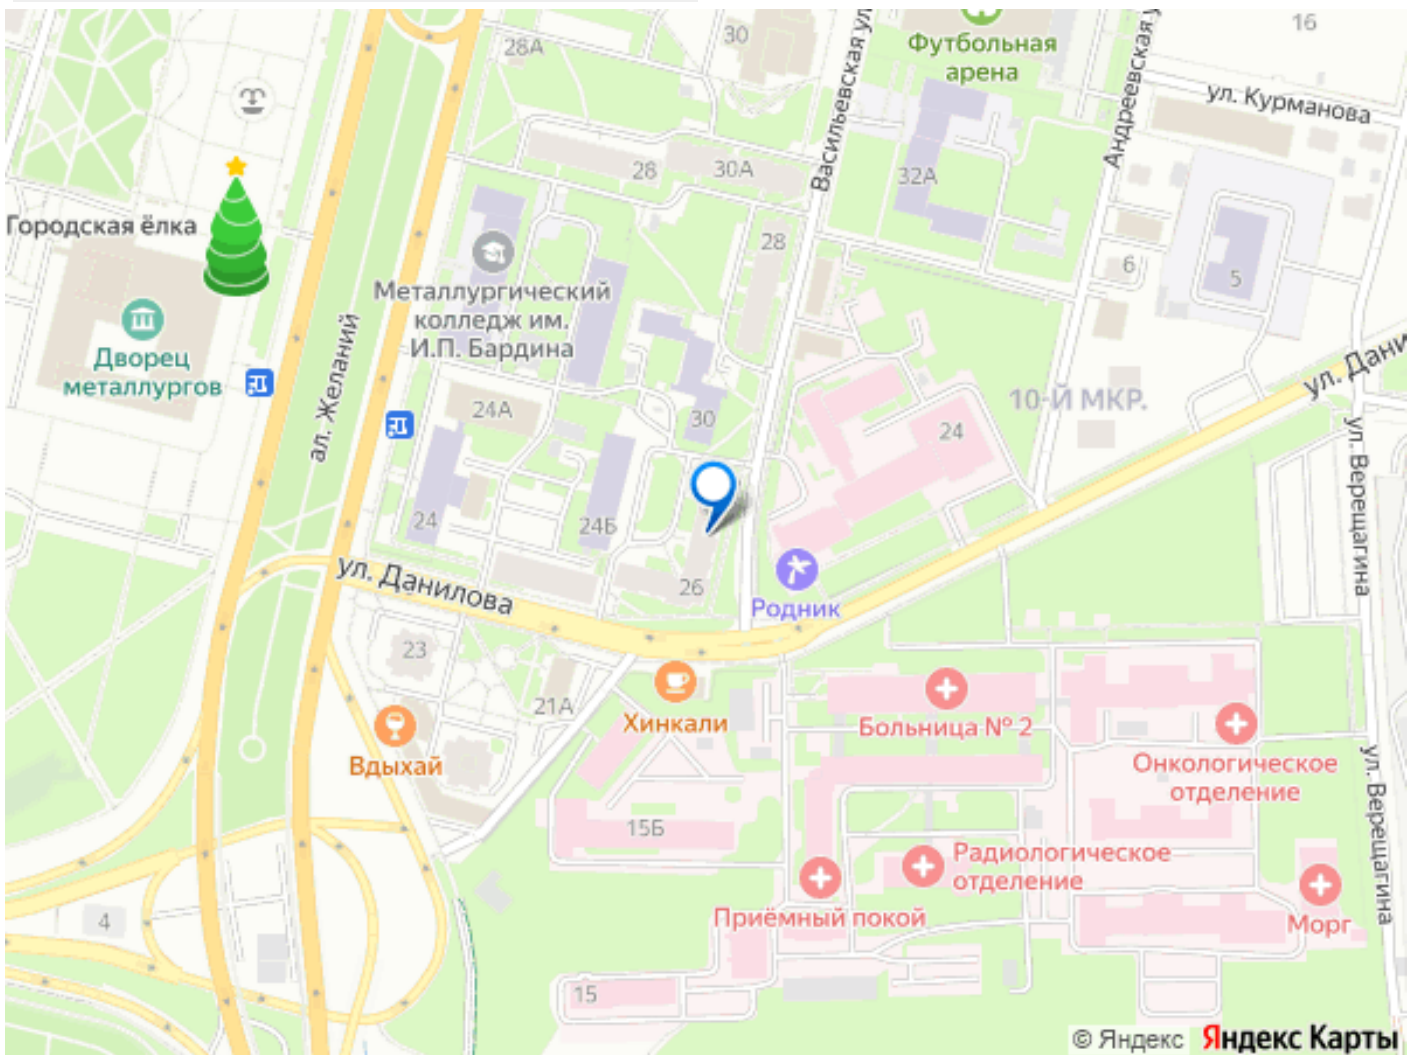 28А
30
Футбольная
арена
16
ул. Курманова
Васильевская ул.
Андреевская у
28
30А
32А
Городская ёлка
28
6
5
Металлургический
колледж им.
И.П. Бардина
Дворец
металлургов
ал. Желаний
ул. Дани
24А
30
10-Й МКР.
24
ул. Верещагина
24
24Б
ул. Данилова
26
Родник
23
21А
Хинкали
Больница № 2
Вдыхай
Онкологическое
отделение
ул. Верещагина
15Б
Радиологическое
отделение
4
Приёмный покой
Морг
15
© Яндекс Яндекс Карты